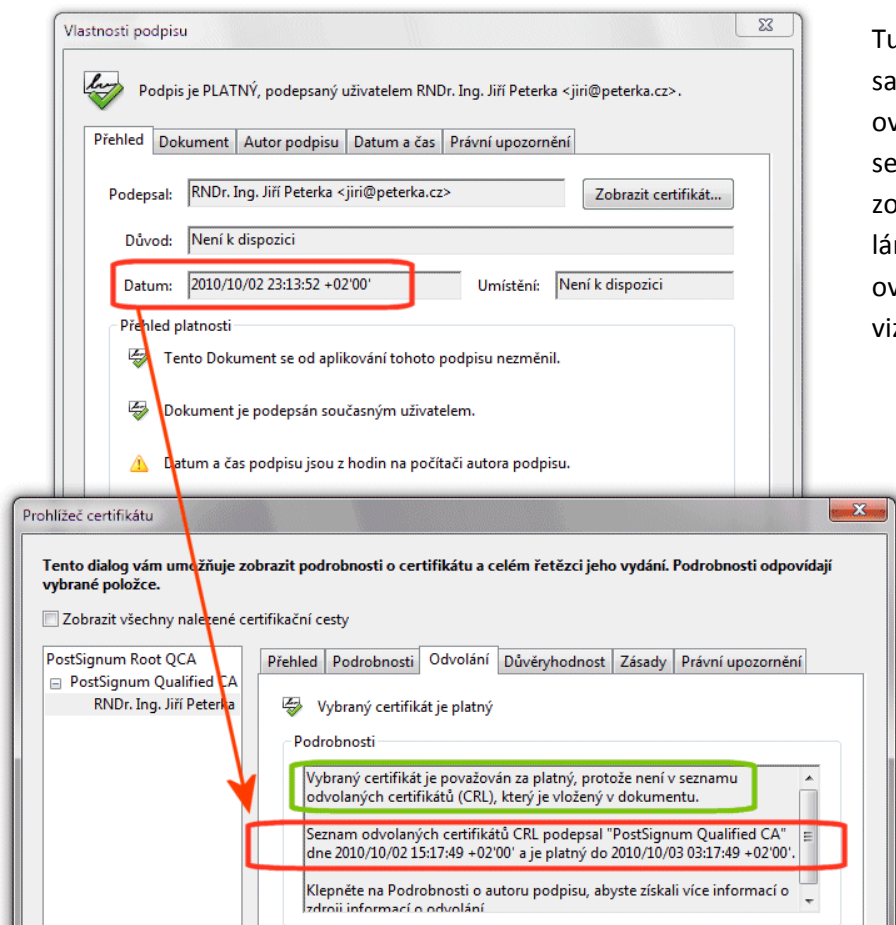 Vlastnosti podpisu
Podpis je PLATNÝ, podepsaný uživatelem RNDr. Ing. Jiří Peterka <jiri@peterka.cz>.
Přehled Dokument Autor podpisu Datum a čas Právní upozornění
Podepsal: RNDr. Ing. Jiří Peterka <jiri@peterka.cz> Zobrazit certifikát...
Důvod: Není k dispozici
Datum: 2010/10/02 23:13:52 +02'00' Umístění: Není k dispozici
Přehled platnosti
Tento Dokument se od aplikování tohoto podpisu nezměnil.
Dokument je podepsán současným uživatelem.
Datum a čas podpisu jsou z hodin na počítači autora podpisu.
Prohlížeč certifikátu
Tento dialog vám umožňuje zobrazit podrobnosti o certifikátu a celém řetězci jeho vydání. Podrobnosti odpovídají
vybrané položce.
Zobrazit všechny nalezené certifikační cesty
PostSignum Root QCA
PostSignum Qualified CA
RNDr. Ing. Jiří Peterka
Přehled Podrobnosti Odvolání Důvěryhodnost Zásady Právní upozornění
Vybraný certifikát je platný
Podrobnosti
Vybraný certifikát je považován za platný, protože není v seznamu
odvolaných certifikátů (CRL), který je vložený v dokumentu.
Seznam odvolaných certifikátů CRL podepsal "PostSignum Qualified CA"
dne 2010/10/02 15:17:49 +02'00' a je platný do 2010/10/03 03:17:49 +02'00'.
Klepněte na Podrobnosti o autoru podpisu, abyste získali více informací o
zdroji informací o odvolání
sa
ov
se
zo
ov